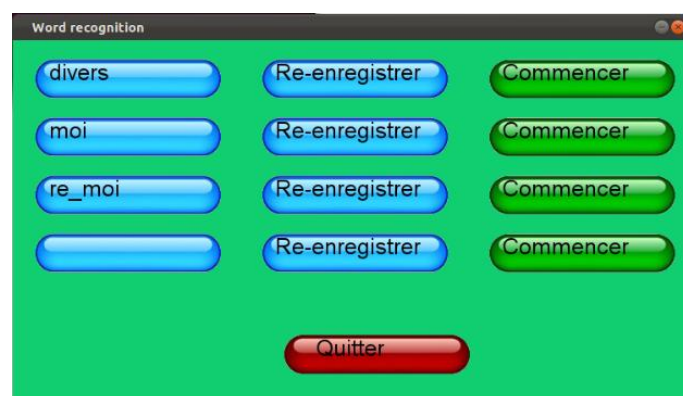 Word recognition
divers Re-enregistrer Commencer
moi Re-enregistrer Commencer
re_moi Re-enregistrer Commencer
Re-enregistrer Commencer
Quitter